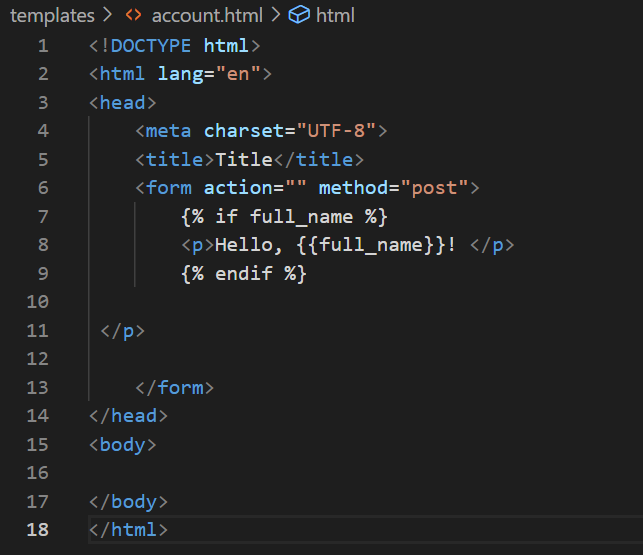 templates > account.html > html
1 <!DOCTYPE html>
2 <html lang="en">
3 <head>
4     <meta charset="UTF-8">
5     <title>Title</title>
6     <form action="" method="post">
7         {% if full_name %}
8         <p>Hello, {{full_name}}! </p>
9         {% endif %}
10
11  </p>
12
13     </form>
14 </head>
15 <body>
16
17 </body>
18 </html>